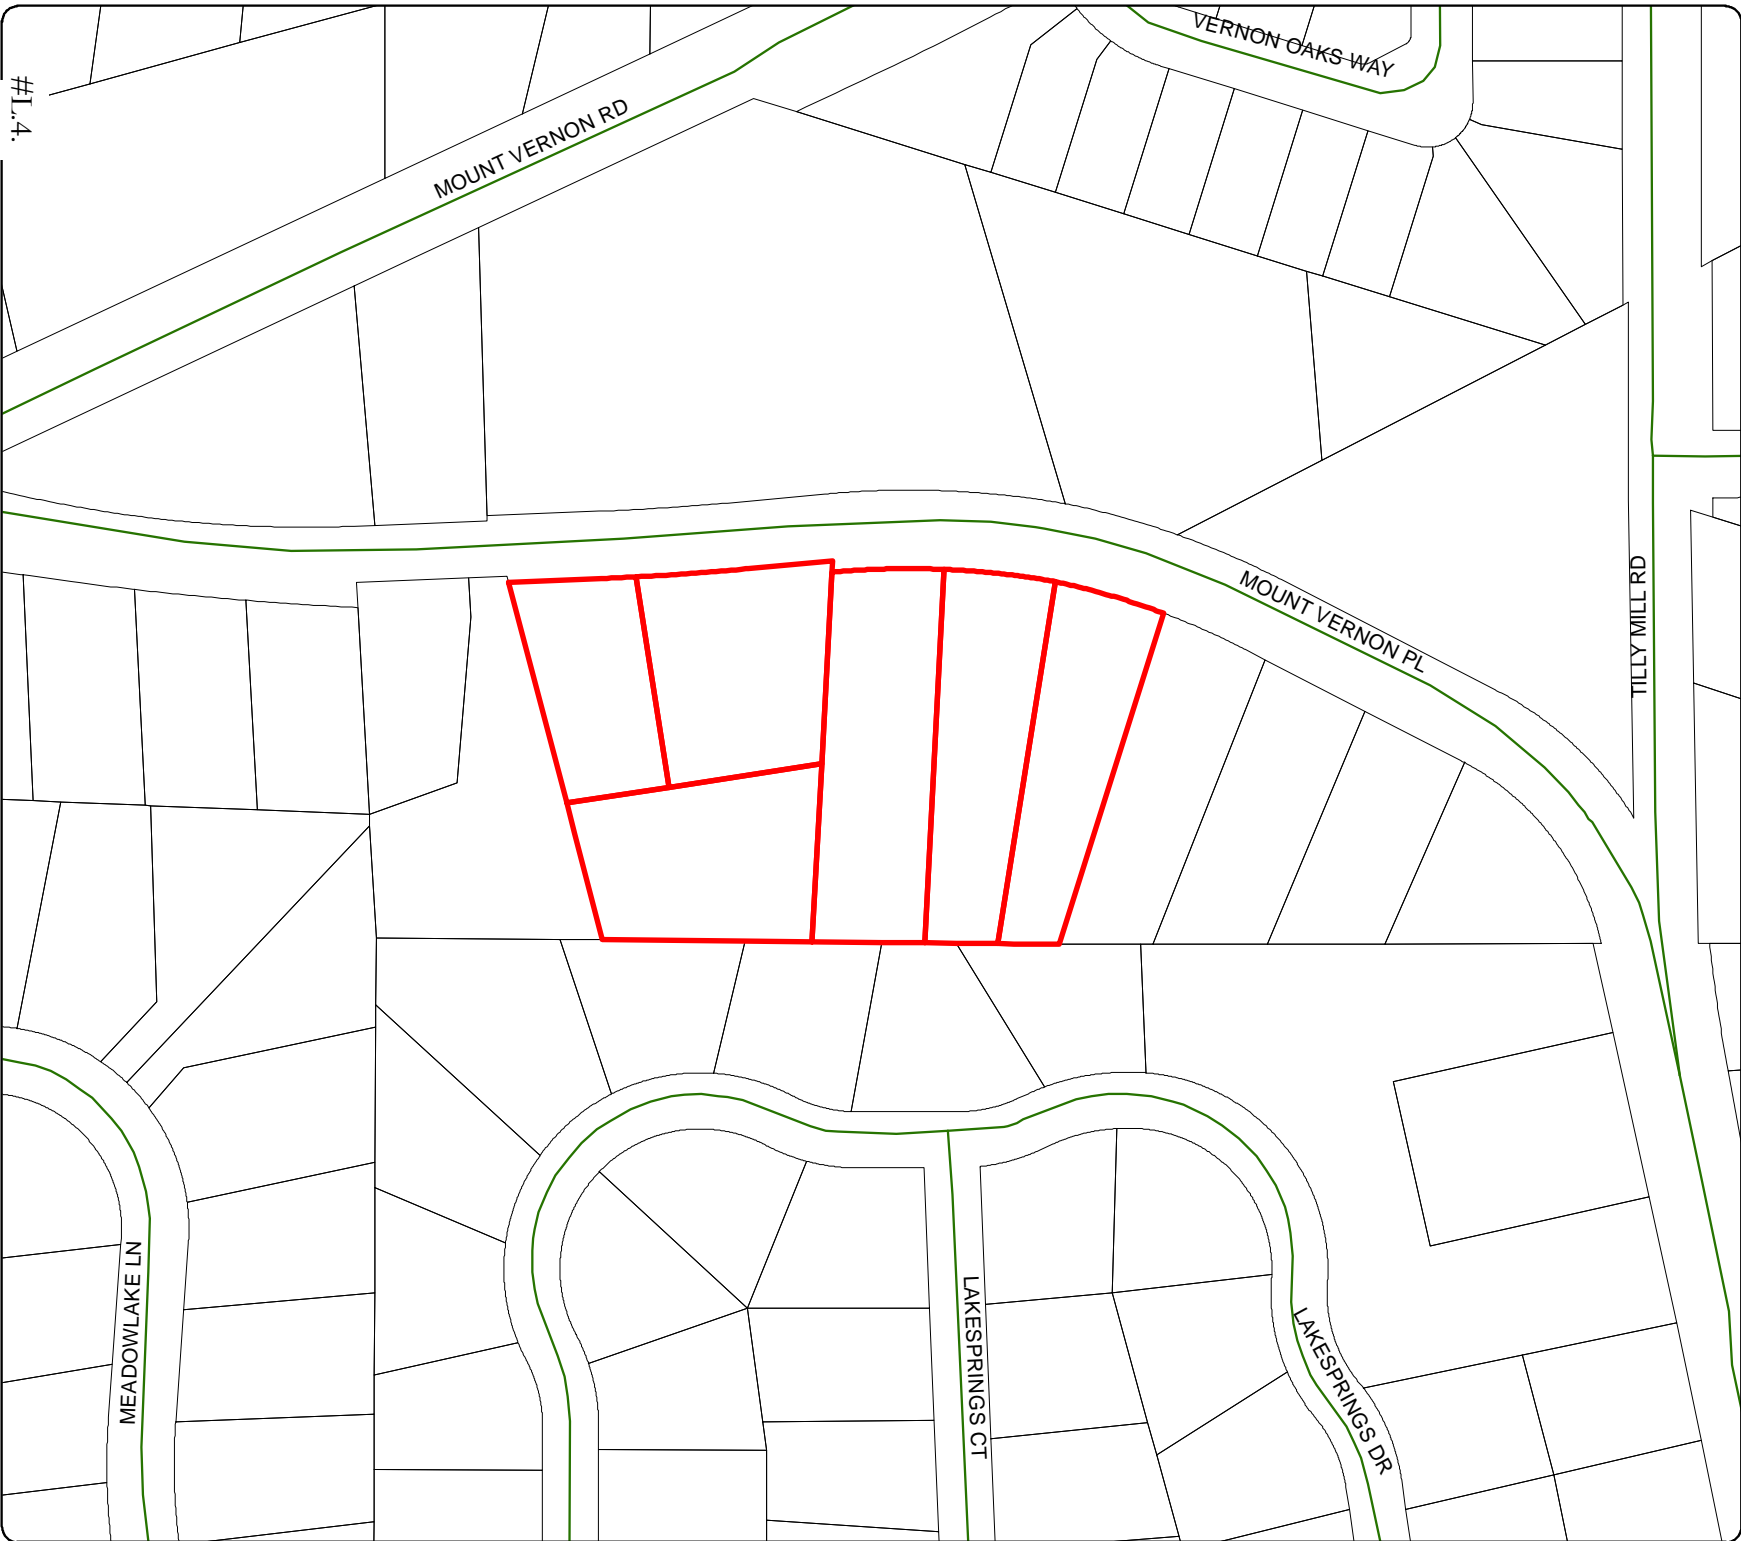 VERNON OAKS WAY
#L.4.
MOUNT VERNON RD
MOUNT VERNON PL
TILLY MILL RD
MEADOWLAKE LN
LAKESPRINGS CT
LAKESPRINGS DR